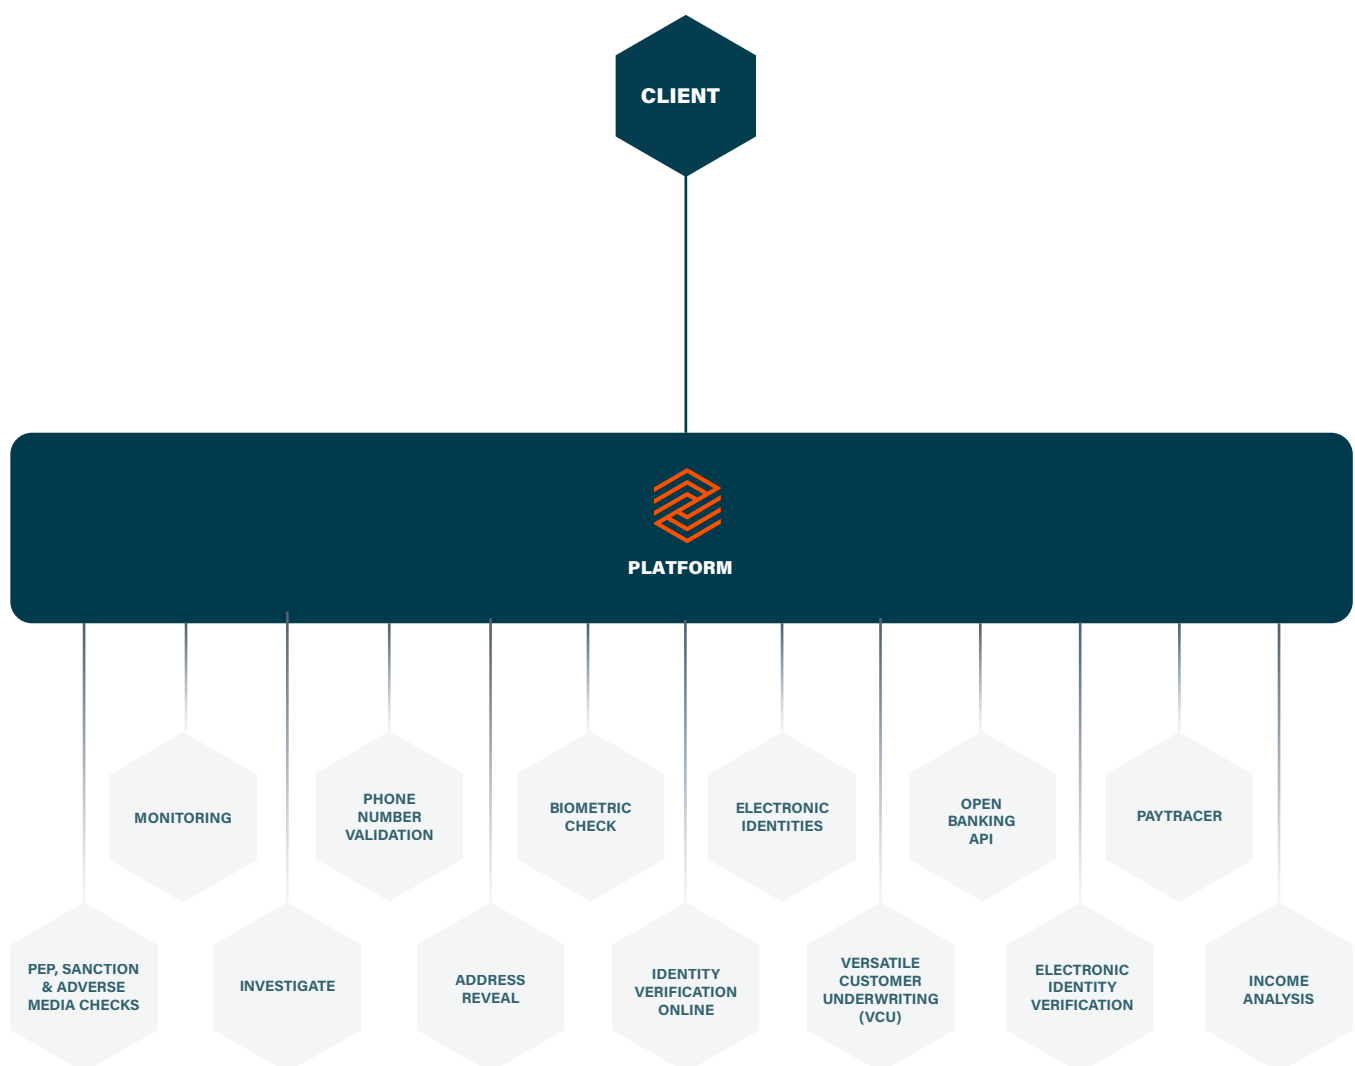 CLIENT
PLATFORM
MONITORING
PHONE
NUMBER
VALIDATION
BIOMETRIC
CHECK
ELECTRONIC
IDENTITIES
OPEN
BANKING
API
PAYTRACER
PEP, SANCTION
& ADVERSE
MEDIA CHECKS
INVESTIGATE
ADDRESS
REVEAL
IDENTITY
VERIFICATION
ONLINE
VERSATILE
CUSTOMER
UNDERWRITING
(VCU)
ELECTRONIC
IDENTITY
VERIFICATION
INCOME
ANALYSIS